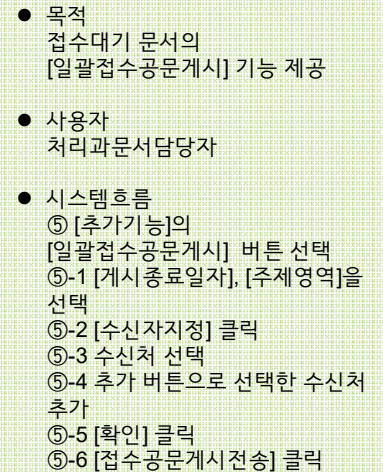 ● 목적
접수대기 문서의
[일괄접수공문게시] 기능 제공
● 사용자
처리과문서담당자
● 시스템흐름
⑤ [추가기능]의
[일괄접수공문게시] 버튼 선택
⑤-1 [게시종료일자], [주제영역]을
선택
⑤-2 [수신자지정] 클릭
⑤-3 수신처 선택
⑤-4 추가 버튼으로 선택한 수신처
추가
⑤-5 [확인] 클릭
⑤-6 [접수공문게시전송] 클릭